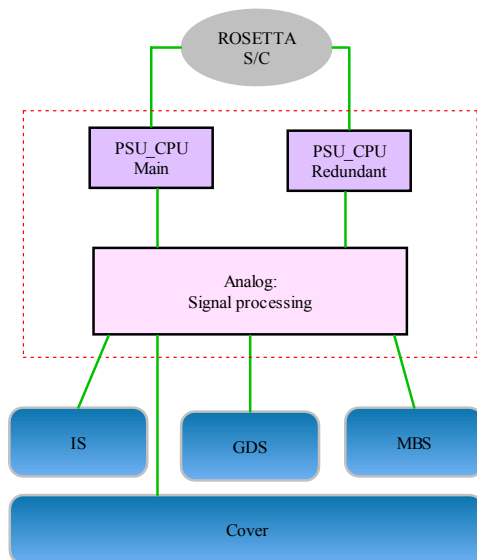 ROSETTA
S/C
PSU_CPU
Main
PSU_CPU
Redundant
Analog:
Signal processing
IS
GDS
MBS
Cover